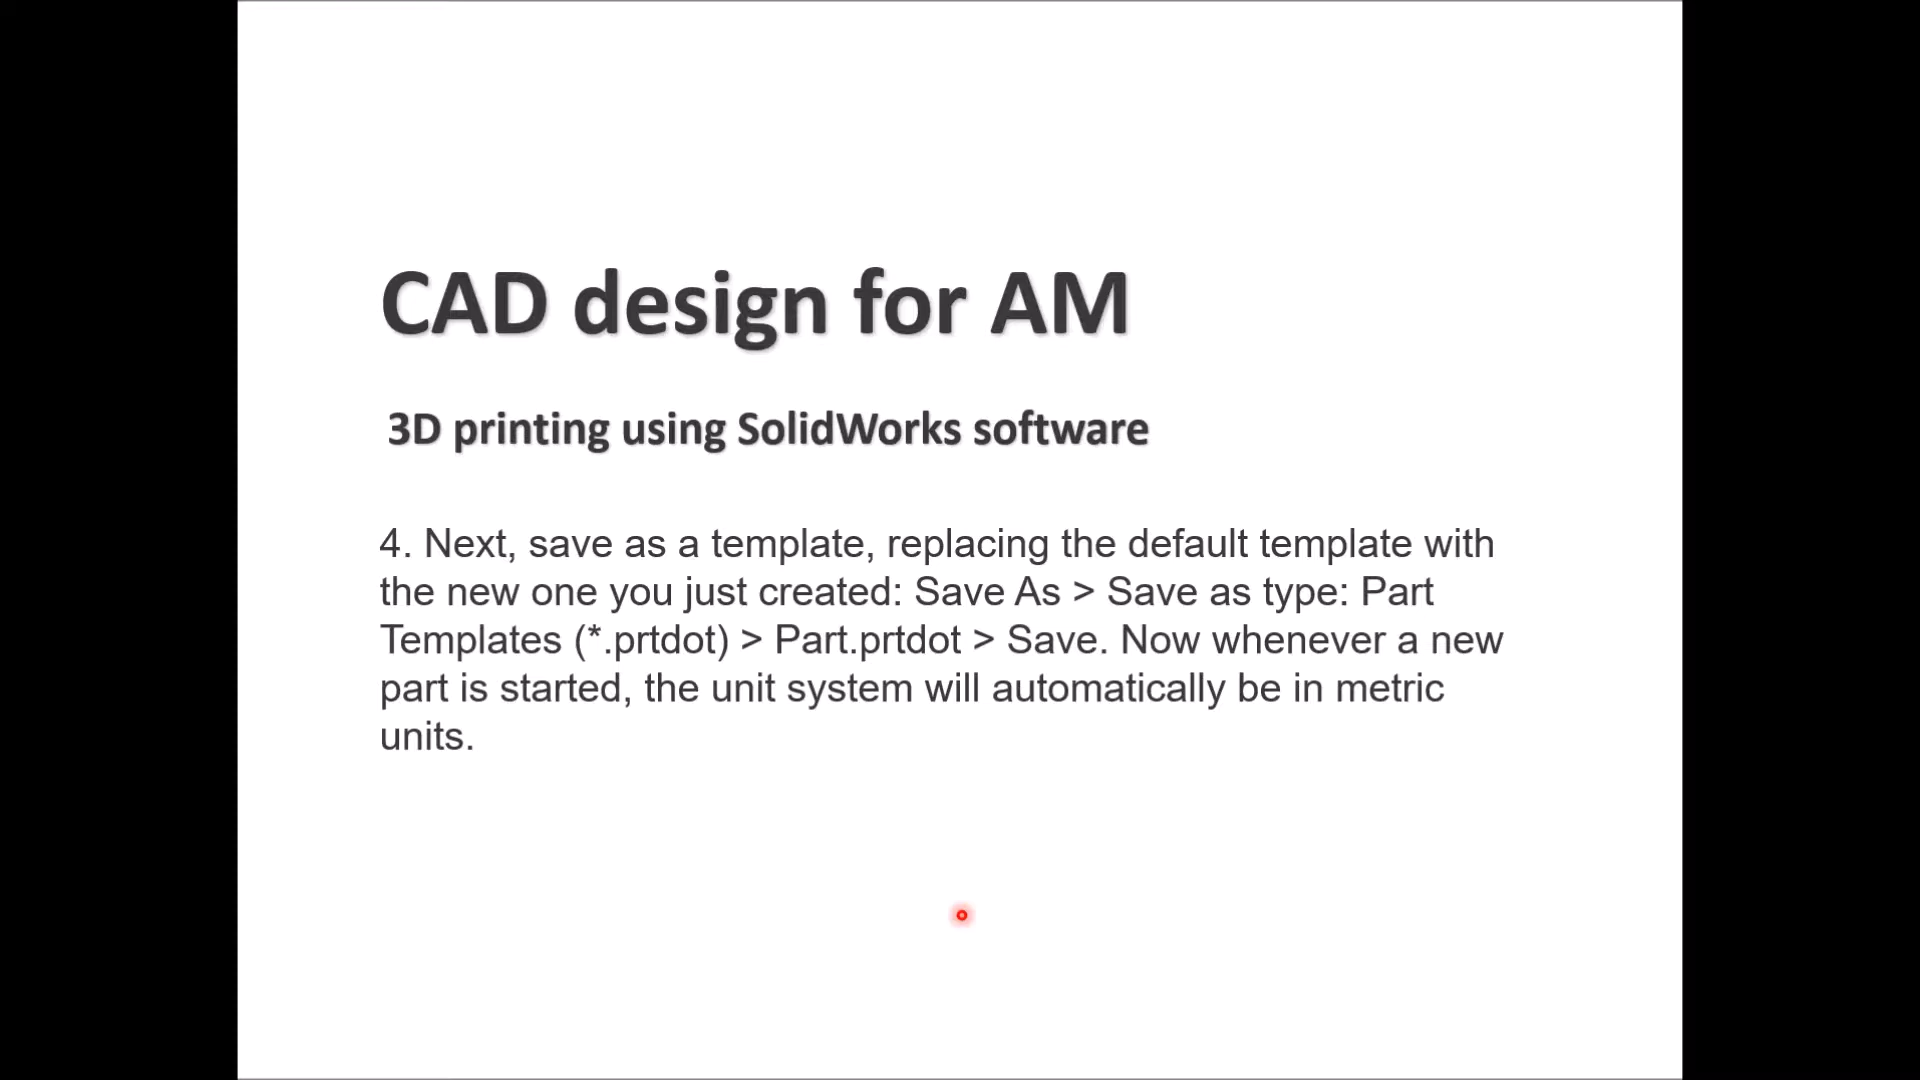 CAD design for AM
3D printing using SolidWorks software
4. Next, save as a template, replacing the default template with
the new one you just created: Save As > Save as type: Part
Templates (*.prtdot) > Part.prtdot > Save. Now whenever a new
part is started, the unit system will automatically be in metric
units.